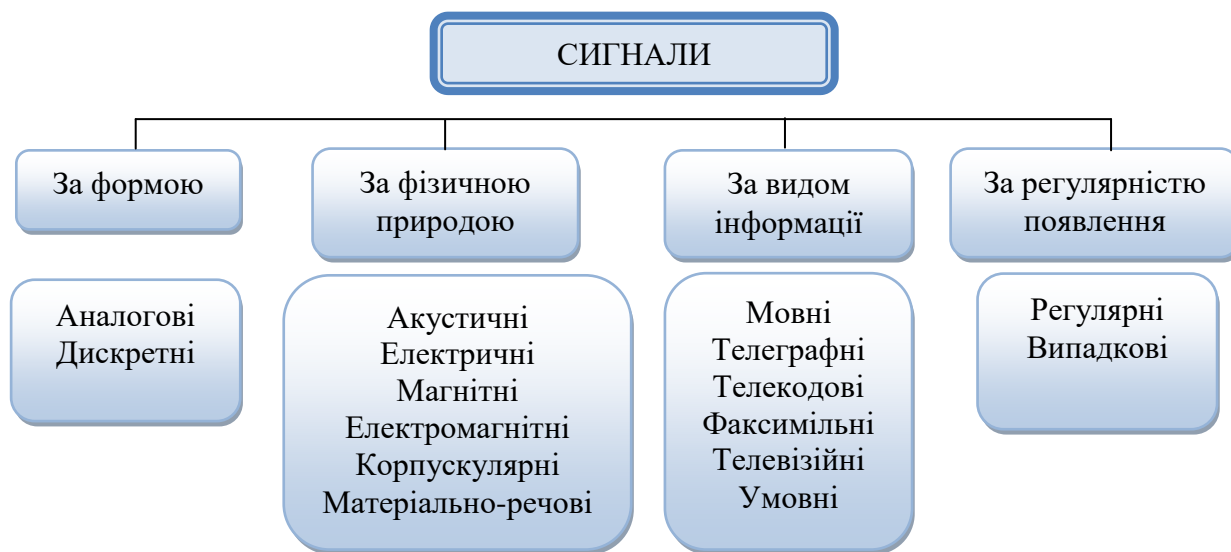 СИГНАЛИ
За формою
За фізичною
природою
За видом
інформації
За регулярністю
появлення
Аналогові
Дискретні
Акустичні
Електричні
Магнітні
Електромагнітні
Корпускулярні
Матеріально-речові
Мовні
Телеграфні
Телекодові
Факсимільні
Телевізійні
Умовні
Регулярні
Випадкові